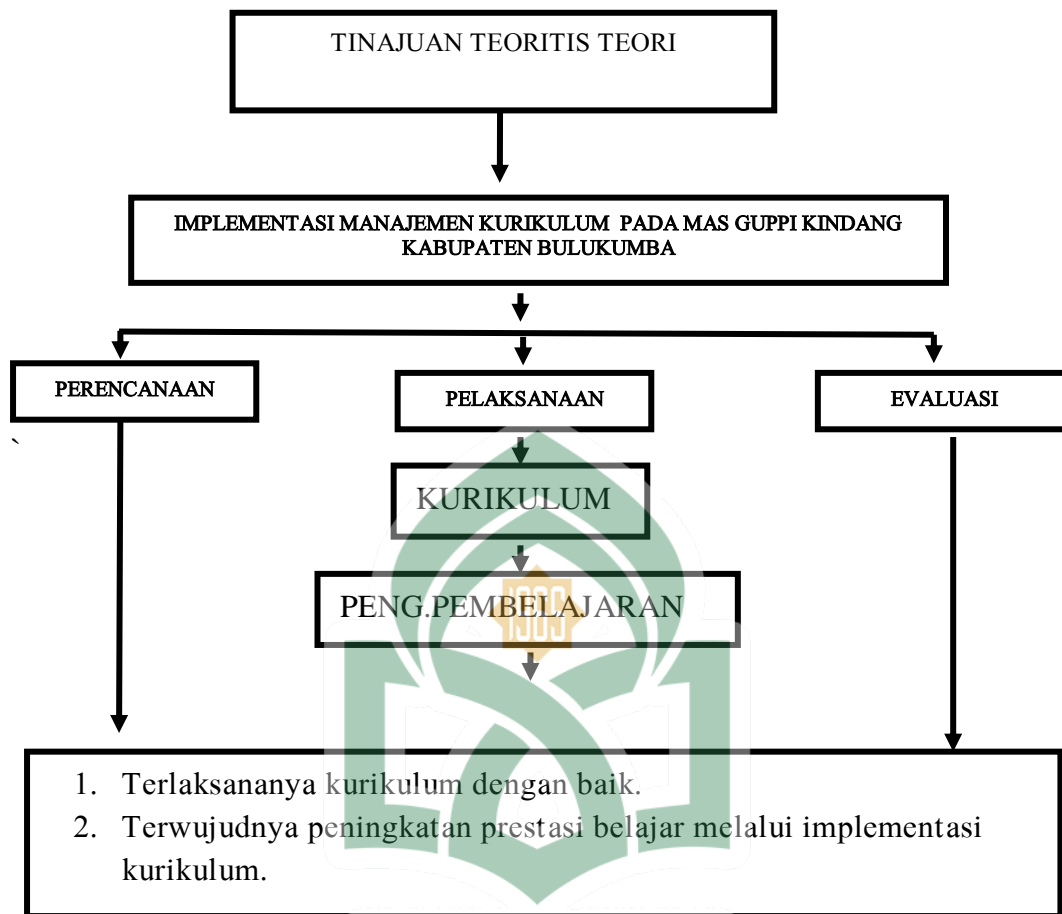 TINAJUAN TEORITIS TEORI
IMPLEMENTASI MANAJEMEN KURIKULUM PADA MAS GUPPI KINDANG
KABUPATEN BULUKUMBA
PERENCANAAN
PELAKSANAAN
EVALUASI
`
KURIKULUM
PENG.PEMBELAJARAN
1965
1. Terlaksananya kurikulum dengan baik.
2. Terwujudnya peningkatan prestasi belajar melalui implementasi
kurikulum.